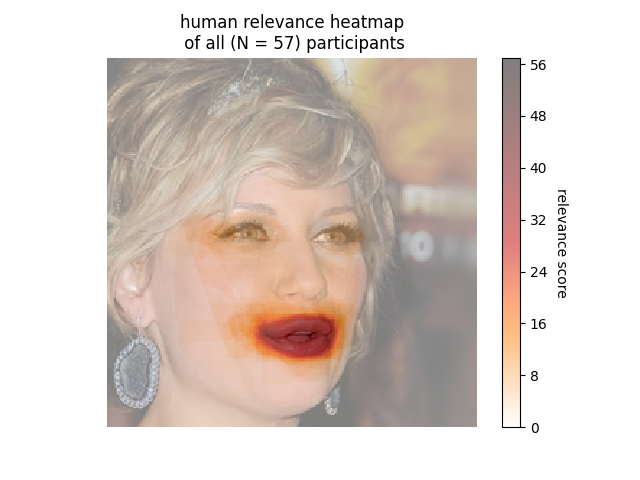 human relevance heatmap
of all (N = 57) participants
56
48
40
32
24
16
8
0
relevance score